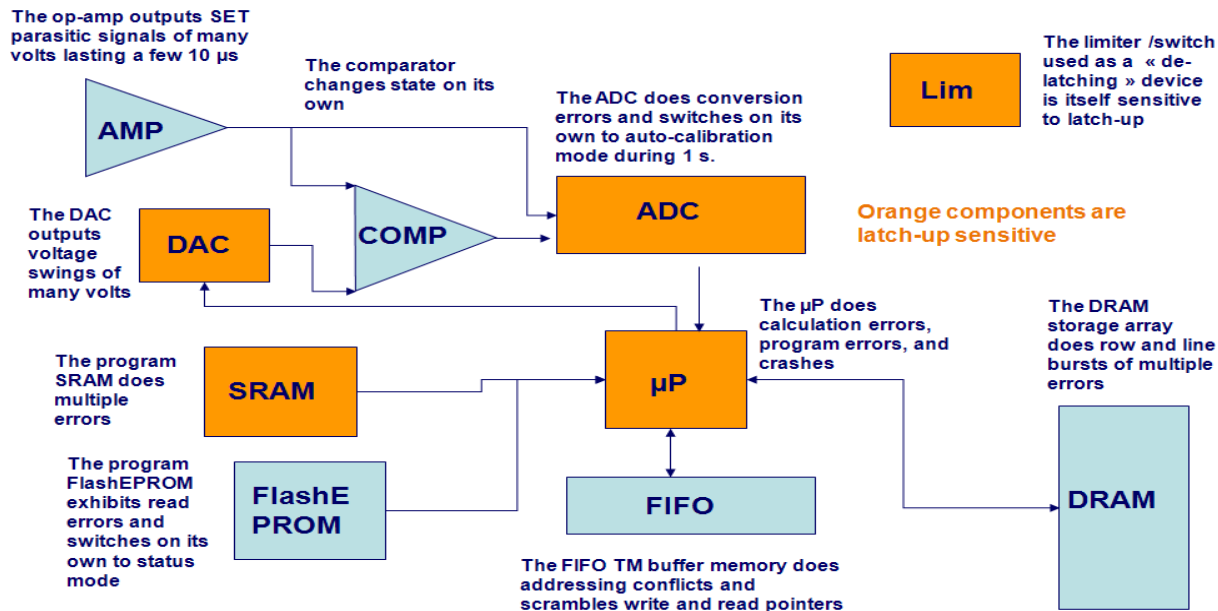 The op-amp outputs SET
parasitic signals of many
volts lasting a few 10 µs
AMP
The comparator
changes state on its
own
The ADC does conversion
errors and switches on its
own to auto-calibration
mode during 1 s.
Lim
The limiter /switch
used as a « de-
latching » device
is itself sensitive
to latch-up
The DAC
outputs
voltage
swings of
many volts
DAC
COMP
ADC
Orange components are
latch-up sensitive
The program
SRAM does
multiple
errors
SRAM
µP
The µP does
calculation errors,
program errors, and
crashes
The DRAM
storage array
does row and line
bursts of multiple
errors
The program
FlashEPROM
exhibits read
errors and
switches on its
own to status
mode
FlashE
PROM
FIFO
DRAM
The FIFO TM buffer memory does
addressing conflicts and
scrambles write and read pointers